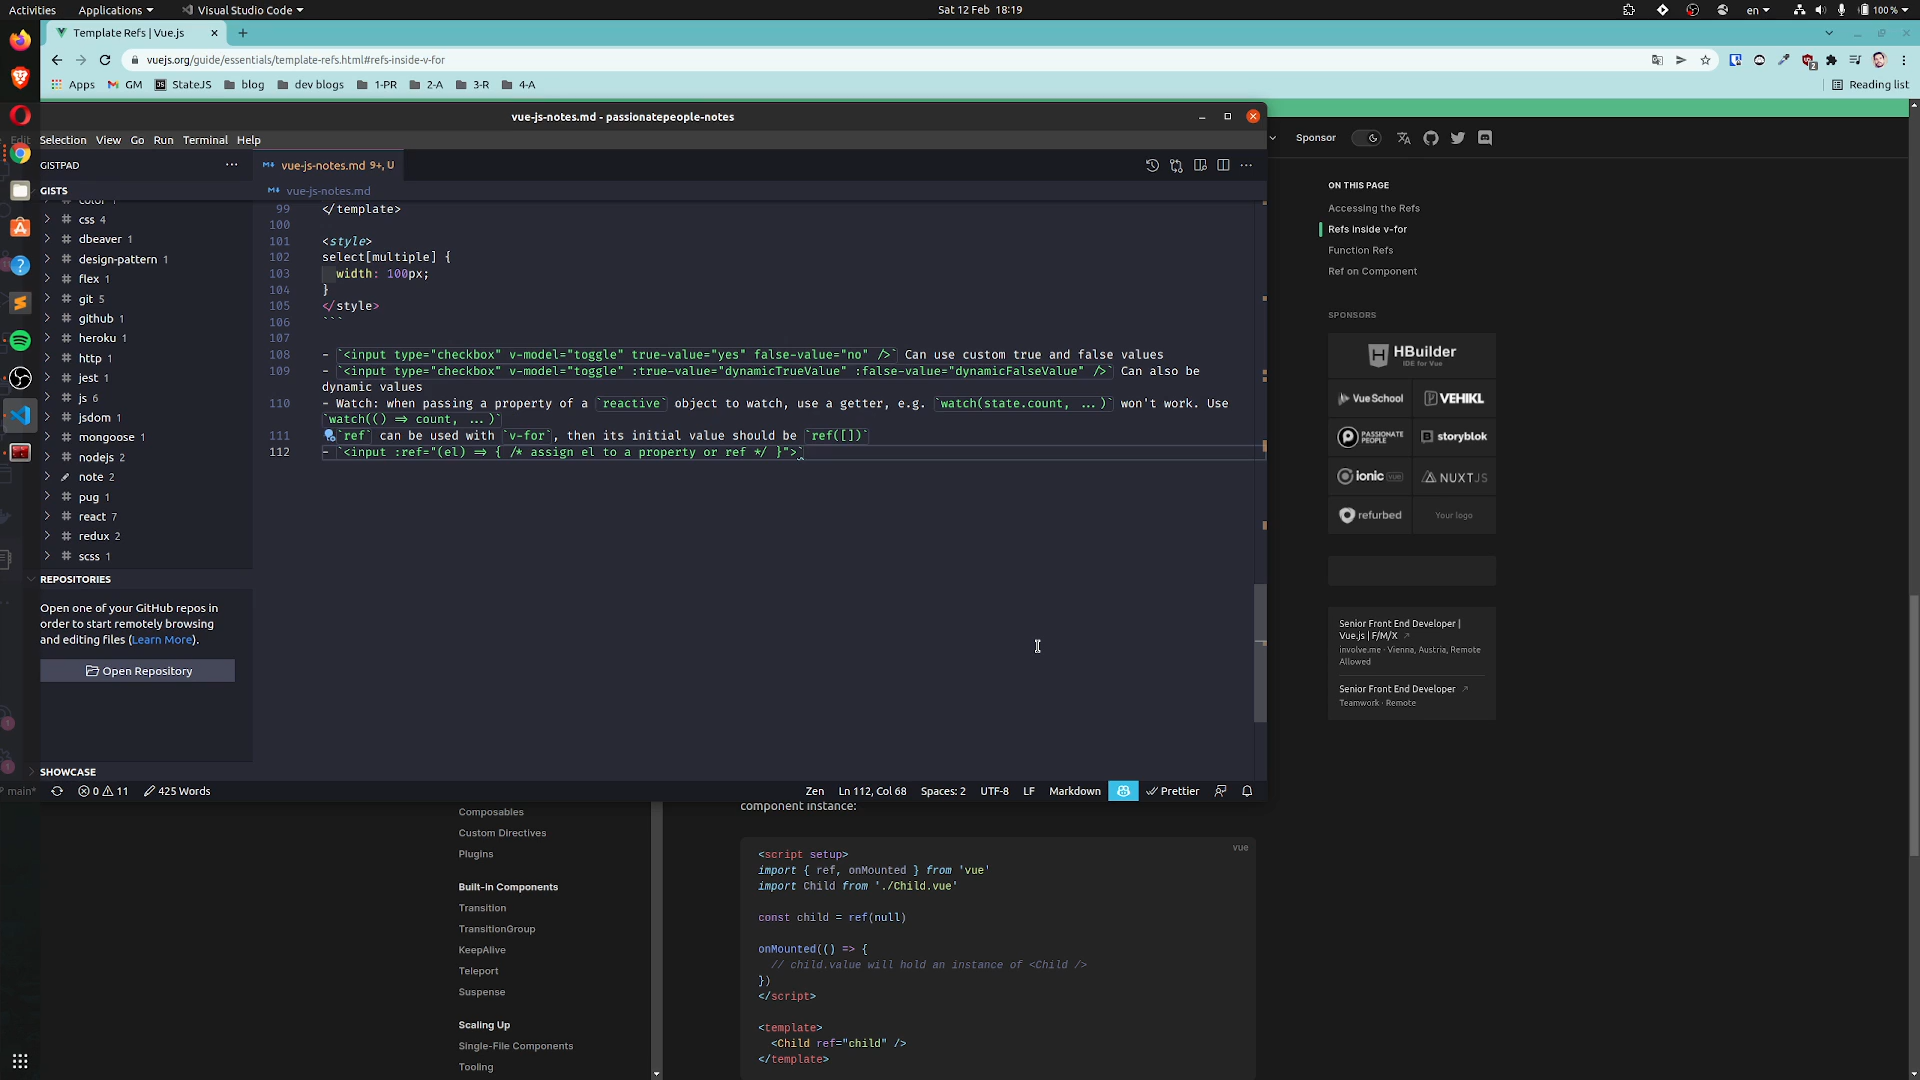 Activities
Applications
Visual Studio Code
Sat 12 Feb 18:19
en
100 %
Template Refs | Vue.js
vuejs.org/guide/essentials/template-refs.html#refs-inside-v-for
Apps
GM
StateJS
blog
dev blogs
1-PR
2-A
3-R
4-A
Reading list
vue-js-notes.md - passionatepeople-notes
Edit
Selection
View
Go
Run
Terminal
Help
Sponsor
GISTPAD
vue-js-notes.md 9+, U
GISTS
vue-js-notes.md
color 1
css 4
dbeaver 1
design-pattern 1
flex 1
git 5
github 1
heroku 1
http 1
jest 1
js 6
jsdom 1
mongoose 1
nodejs 2
note 2
pug 1
react 7
redux 2
scss 1
REPOSITORIES
Open one of your GitHub repos in
order to start remotely browsing
and editing files (Learn More).
Open Repository
SHOWCASE
99 </template>
100
101 <style>
102 select[multiple] {
103 width: 100px;
104 }
105 </style>
106 ```
107
108 - `<input type="checkbox" v-model="toggle" true-value="yes" false-value="no" />` Can use custom true and false values
109 - `<input type="checkbox" v-model="toggle" :true-value="dynamicTrueValue" :false-value="dynamicFalseValue" />` Can also be
dynamic values
110 - Watch: when passing a property of a `reactive` object to watch, use a getter, e.g. `watch(state.count, ...)` won't work. Use
`watch(() => count, ...)`
111 `ref` can be used with `v-for`, then its initial value should be `ref([])`
112 - `<input :ref="(el) => { /* assign el to a property or ref */ }">`
main*
0
11
425 Words
Zen
Ln 112, Col 68
Spaces: 2
UTF-8
LF
Markdown
Prettier
ON THIS PAGE
Accessing the Refs
Refs inside v-for
Function Refs
Ref on Component
SPONSORS
HBuilder
IDE for Vue
VueSchool
VEHIKL
PASSIONATE
PEOPLE
storyblok
ionic vue
NUXTJS
refurbed
Your logo
Senior Front End Developer |
Vue.js | F/M/X
involve.me · Vienna, Austria, Remote
Allowed
Senior Front End Developer
Teamwork · Remote
Composables
Custom Directives
Plugins
Built-in Components
Transition
TransitionGroup
KeepAlive
Teleport
Suspense
Scaling Up
Single-File Components
Tooling
component instance:
vue
<script setup>
import { ref, onMounted } from 'vue'
import Child from './Child.vue'
const child = ref(null)
onMounted(() => {
// child.value will hold an instance of <Child />
})
</script>
<template>
<Child ref="child" />
</template>